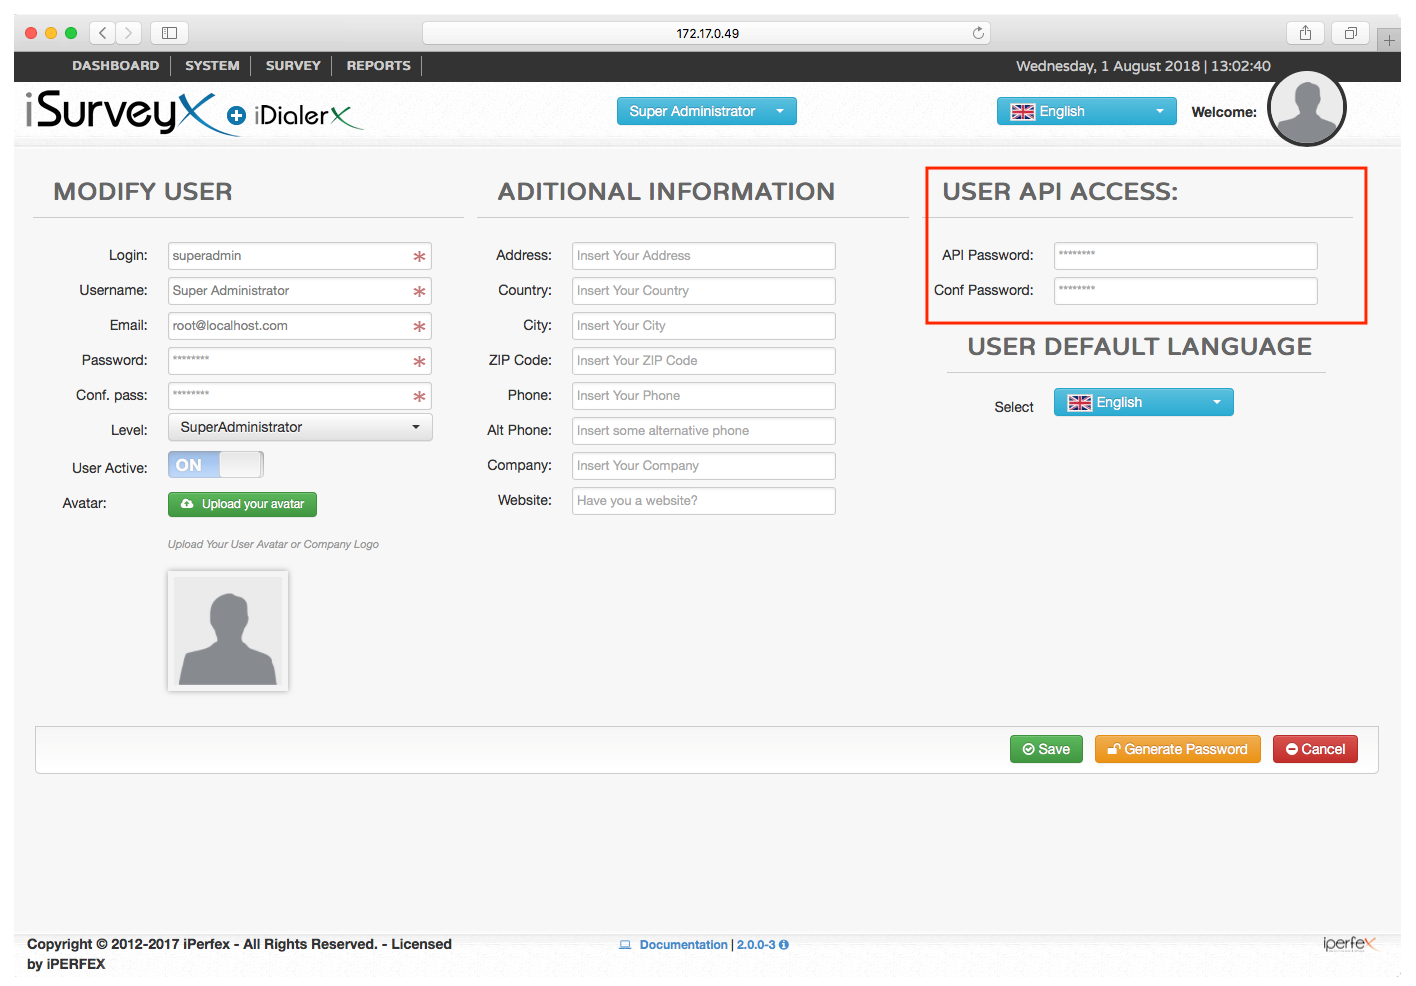 172.17.0.49
DASHBOARD SYSTEM SURVEY REPORTS Wednesday, 1 August 2018 | 13:02:40
iSurveyX iDialerX Super Administrator English Welcome:
MODIFY USER
Login: superadmin *
Username: Super Administrator *
Email: root@localhost.com *
Password: ******** *
Conf. pass: ******** *
Level: SuperAdministrator
User Active: ON
Avatar: Upload your avatar
Upload Your User Avatar or Company Logo
ADITIONAL INFORMATION
Address: Insert Your Address
Country: Insert Your Country
City: Insert Your City
ZIP Code: Insert Your ZIP Code
Phone: Insert Your Phone
Alt Phone: Insert some alternative phone
Company: Insert Your Company
Website: Have you a website?
USER API ACCESS:
API Password: ********
Conf Password: ********
USER DEFAULT LANGUAGE
Select English
Save Generate Password Cancel
Copyright © 2012-2017 iPerfex - All Rights Reserved. - Licensed
by iPERFEX
Documentation | 2.0.0-3
iperfex